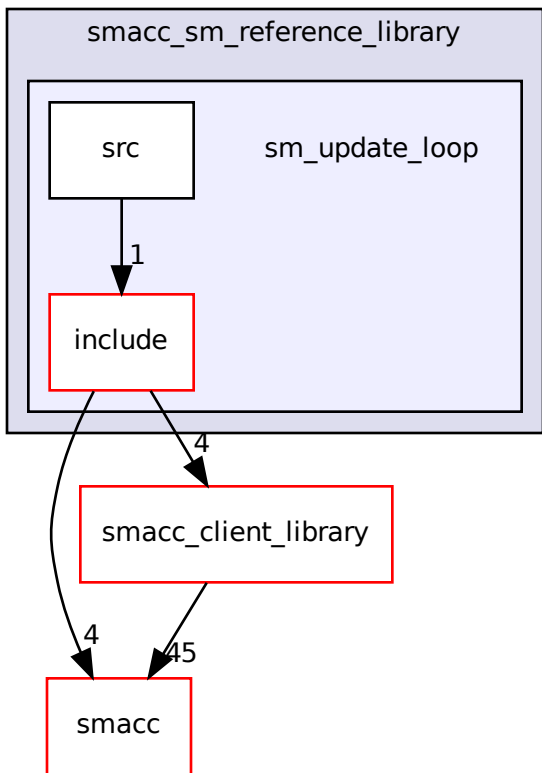 smacc_sm_reference_library
src
sm_update_loop
1
include
4
smacc_client_library
4
45
smacc